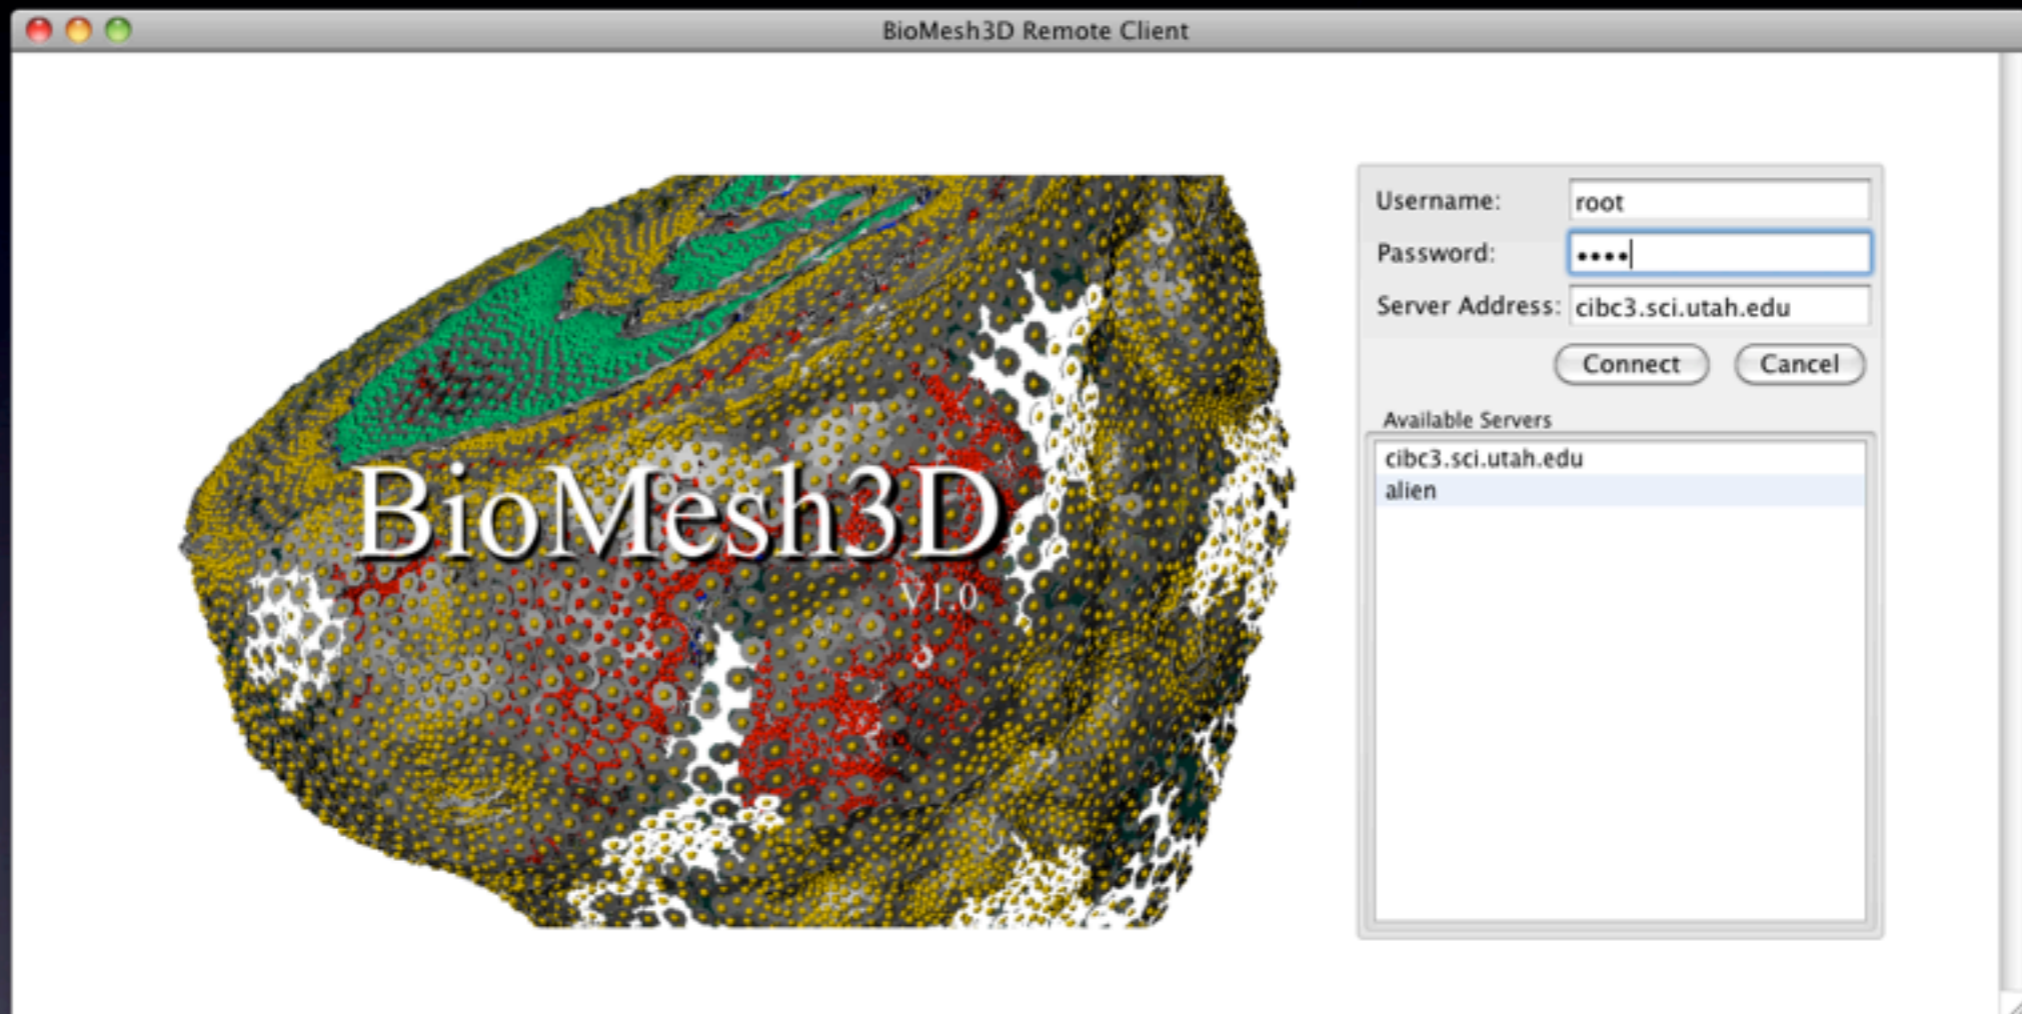 BioMesh3D Remote Client
BioMesh3D
V1.0
Username: root
Password: ••••
Server Address: cibc3.sci.utah.edu
Connect Cancel
Available Servers
cibc3.sci.utah.edu
alien